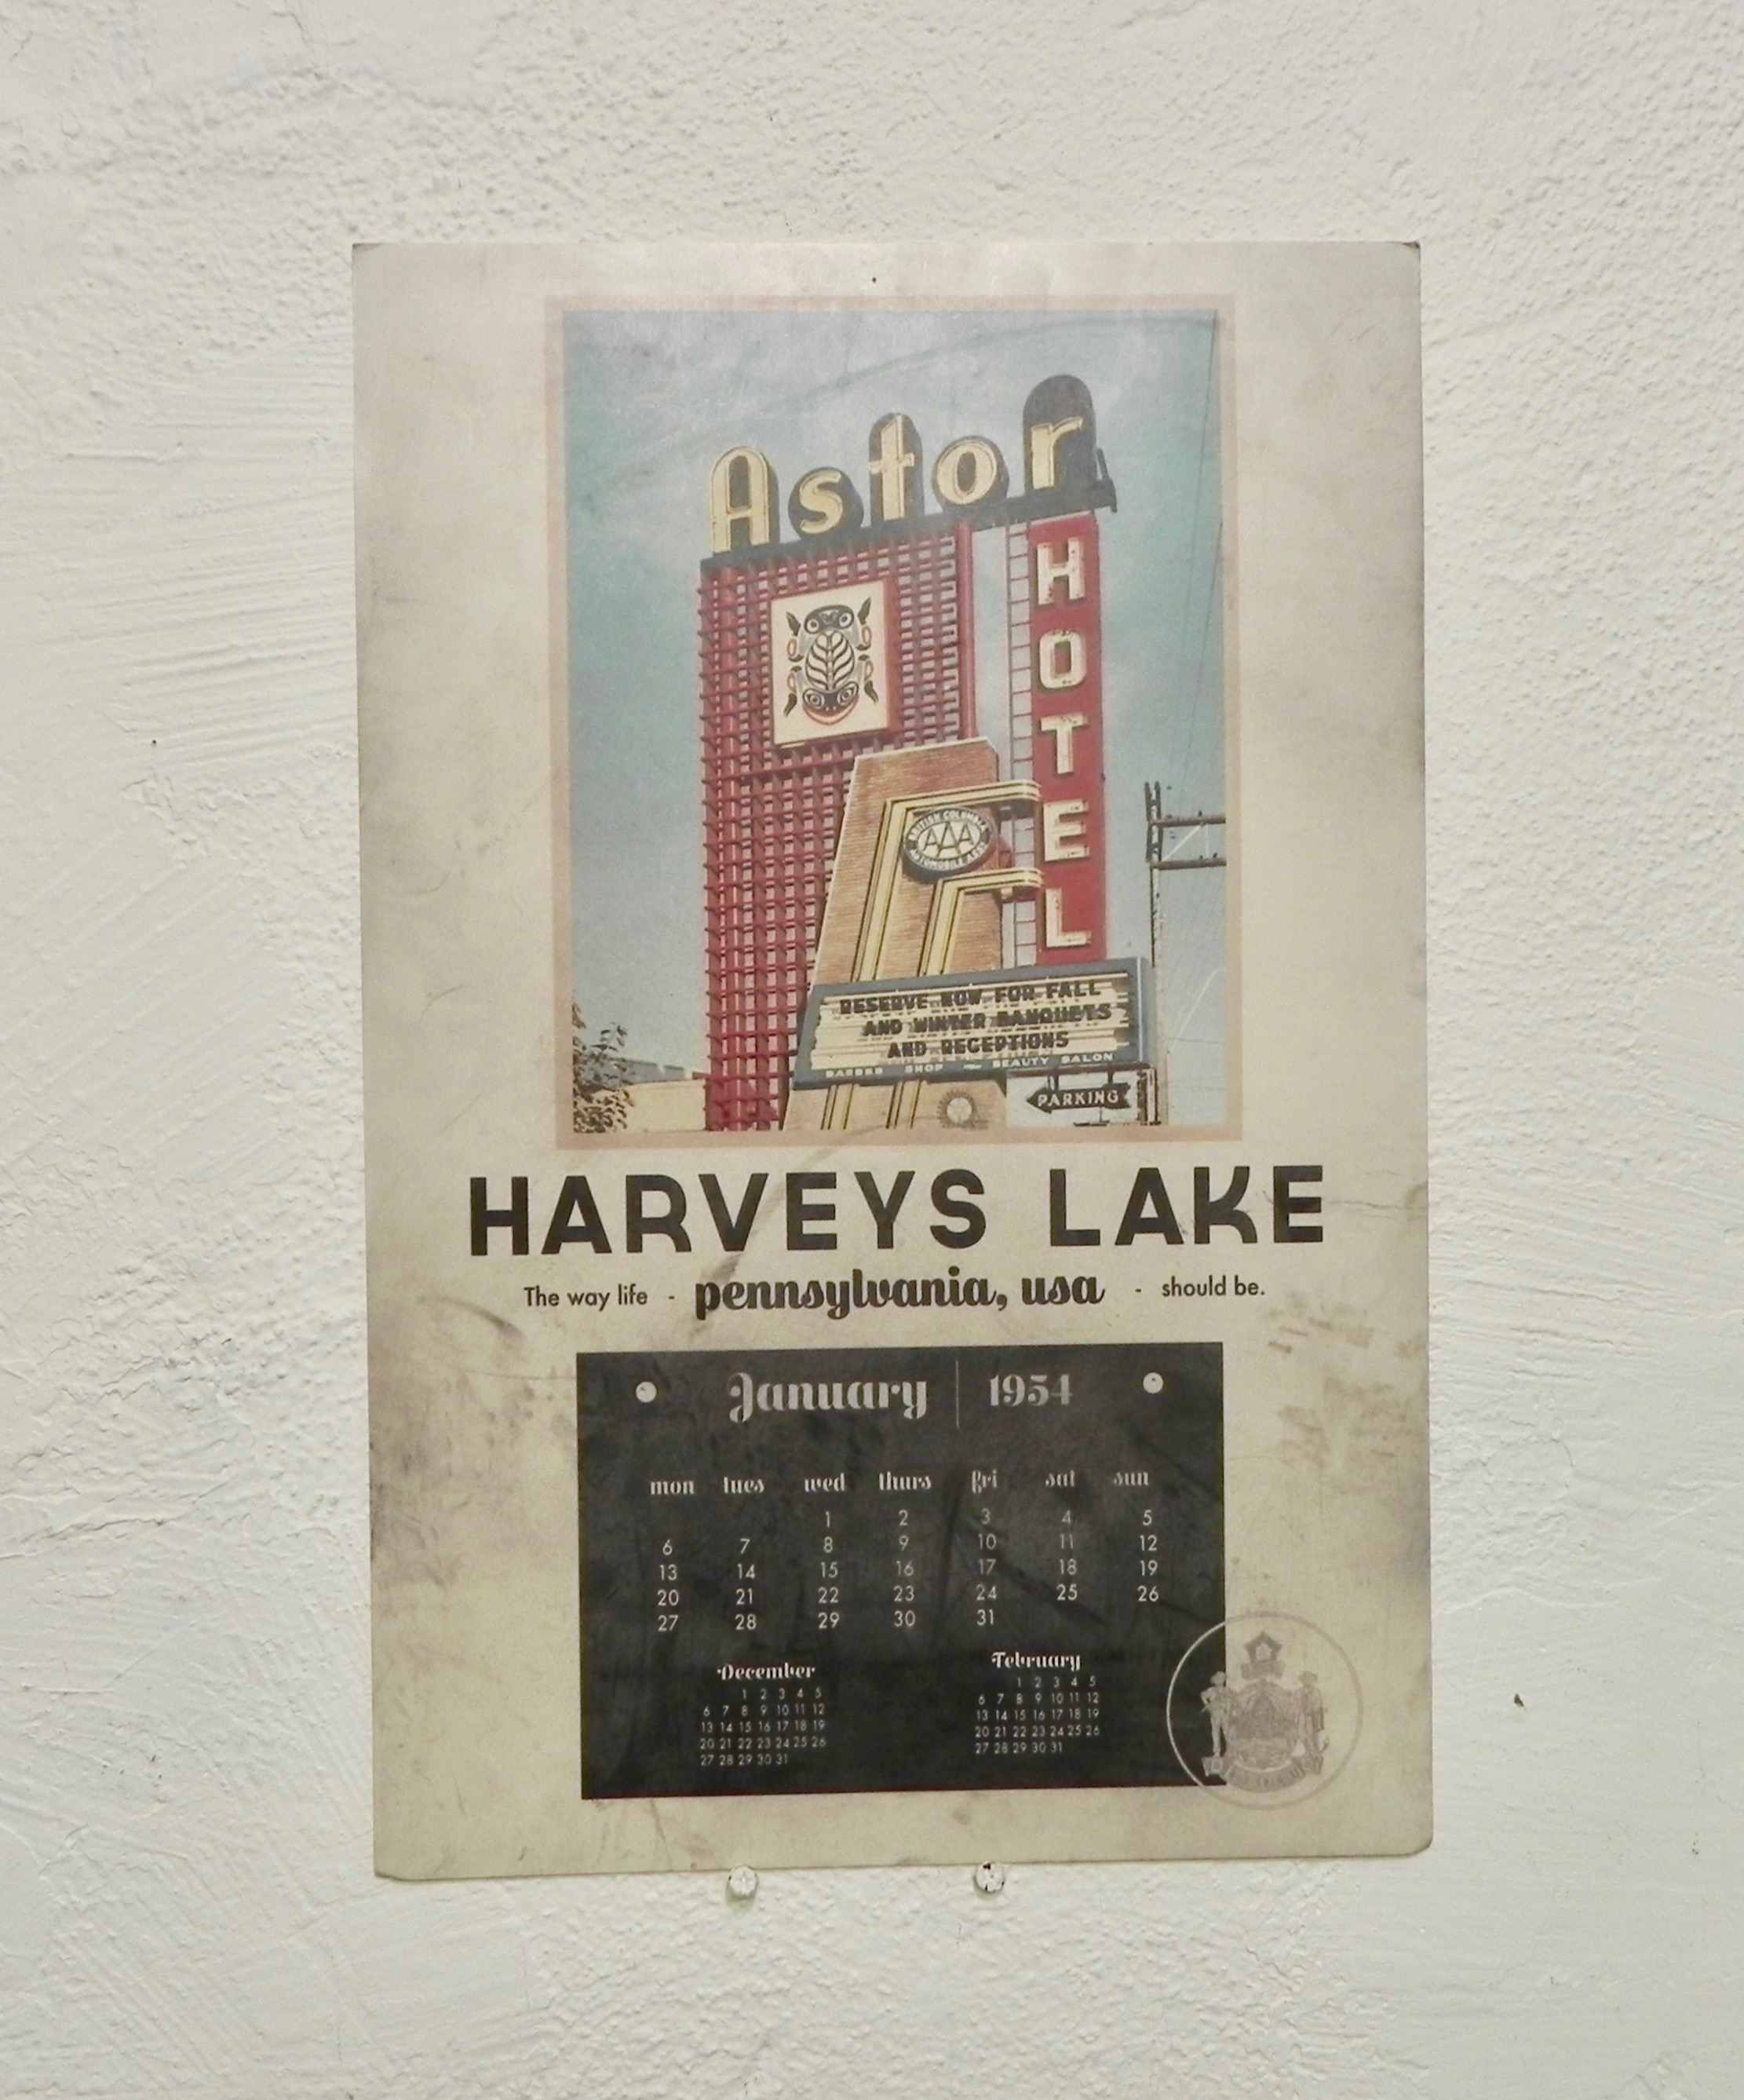 Astor
HOTEL
BRITISH COLUMBIA
AAA
AUTOMOBILE ASSN
RESERVE NOW FOR FALL
AND WINTER BANQUETS
AND RECEPTIONS
BARBER SHOP BEAUTY SALON
PARKING
HARVEYS LAKE
The way life - pennsylvania, usa - should be.
January 1954
mon tues wed thurs fri sat sun
1 2 3 4 5
6 7 8 9 10 11 12
13 14 15 16 17 18 19
20 21 22 23 24 25 26
27 28 29 30 31
December
1 2 3 4 5
6 7 8 9 10 11 12
13 14 15 16 17 18 19
20 21 22 23 24 25 26
27 28 29 30 31
February
1 2 3 4 5
6 7 8 9 10 11 12
13 14 15 16 17 18 19
20 21 22 23 24 25 26
27 28 29 30 31